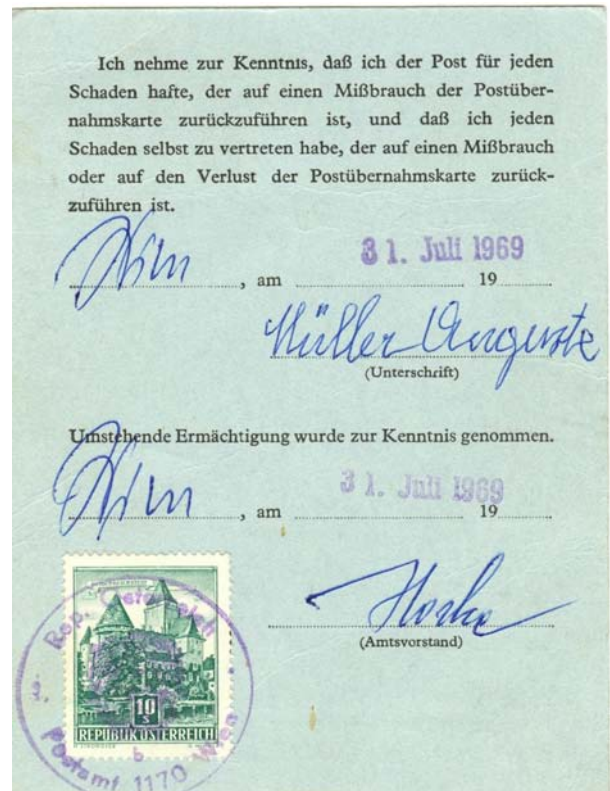 Ich nehme zur Kenntnis, daß ich der Post für jeden
Schaden hafte, der auf einen Mißbrauch der Postüber-
nahmskarte zurückzuführen ist, und daß ich jeden
Schaden selbst zu vertreten habe, der auf einen Mißbrauch
oder auf den Verlust der Postübernahmskarte zurück-
zuführen ist.
Wien, am 31. Juli 1969 19
Müller Auguste
(Unterschrift)
Umstehende Ermächtigung wurde zur Kenntnis genommen.
Wien, am 31. Juli 1969 19
(Amtsvorstand)
Rep. Österreich
10
S
REPUBLIK ÖSTERREICH
b
Postamt 1170 Wien